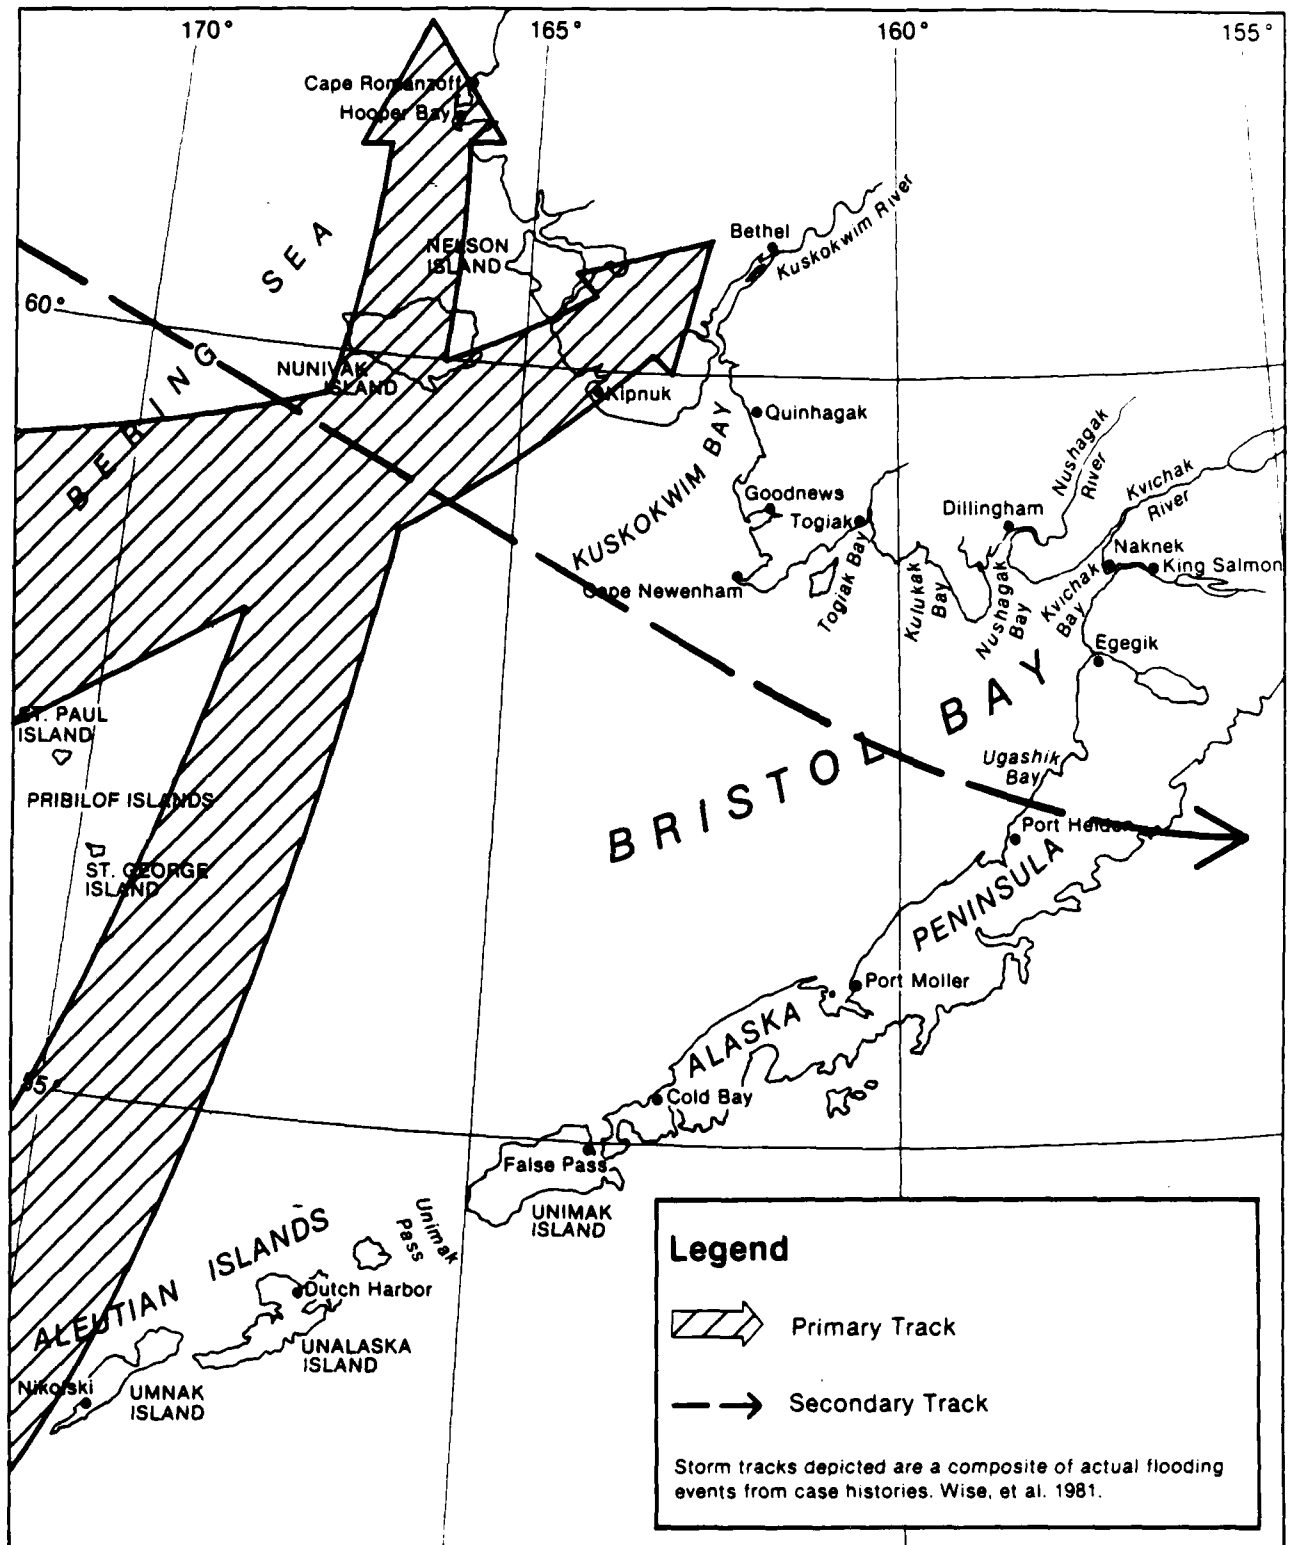 170°
165°
160°
155°
Cape Romanzoff
Hooper Bay
BERING SEA
NELSON
ISLAND
Bethel
Kuskokwim River
60°
NUNIVAK
ISLAND
Kipnuk
Quinhagak
KUSKOKWIM BAY
Goodnews
Togiak
Cape Newenham
Togiak Bay
Kulukak
Bay
Dillingham
Nushagak
River
Kvichak
River
Naknek
King Salmon
Nushagak
Bay
Kvichak
Bay
Egegik
BRISTOL BAY
Ugashik
Bay
Port Heiden
ST. PAUL
ISLAND
PRIBILOF ISLANDS
ST. GEORGE
ISLAND
ALASKA PENINSULA
Port Moller
55°
Cold Bay
False Pass
UNIMAK
ISLAND
Unimak
Pass
ALEUTIAN ISLANDS
Dutch Harbor
UNALASKA
ISLAND
Nikolski
UMNAK
ISLAND
Legend
Primary Track
Secondary Track
Storm tracks depicted are a composite of actual flooding
events from case histories. Wise, et al. 1981.